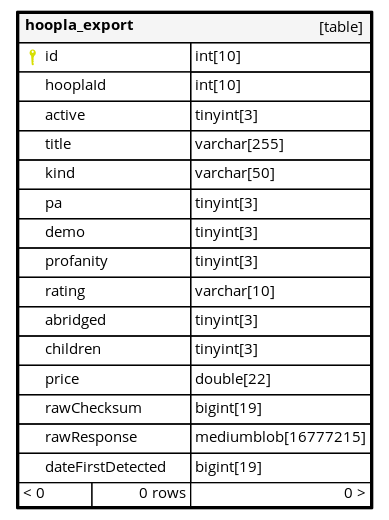 hoopla_export [table]
id int[10]
hooplaId int[10]
active tinyint[3]
title varchar[255]
kind varchar[50]
pa tinyint[3]
demo tinyint[3]
profanity tinyint[3]
rating varchar[10]
abridged tinyint[3]
children tinyint[3]
price double[22]
rawChecksum bigint[19]
rawResponse mediumblob[16777215]
dateFirstDetected bigint[19]
< 0 0 rows 0 >